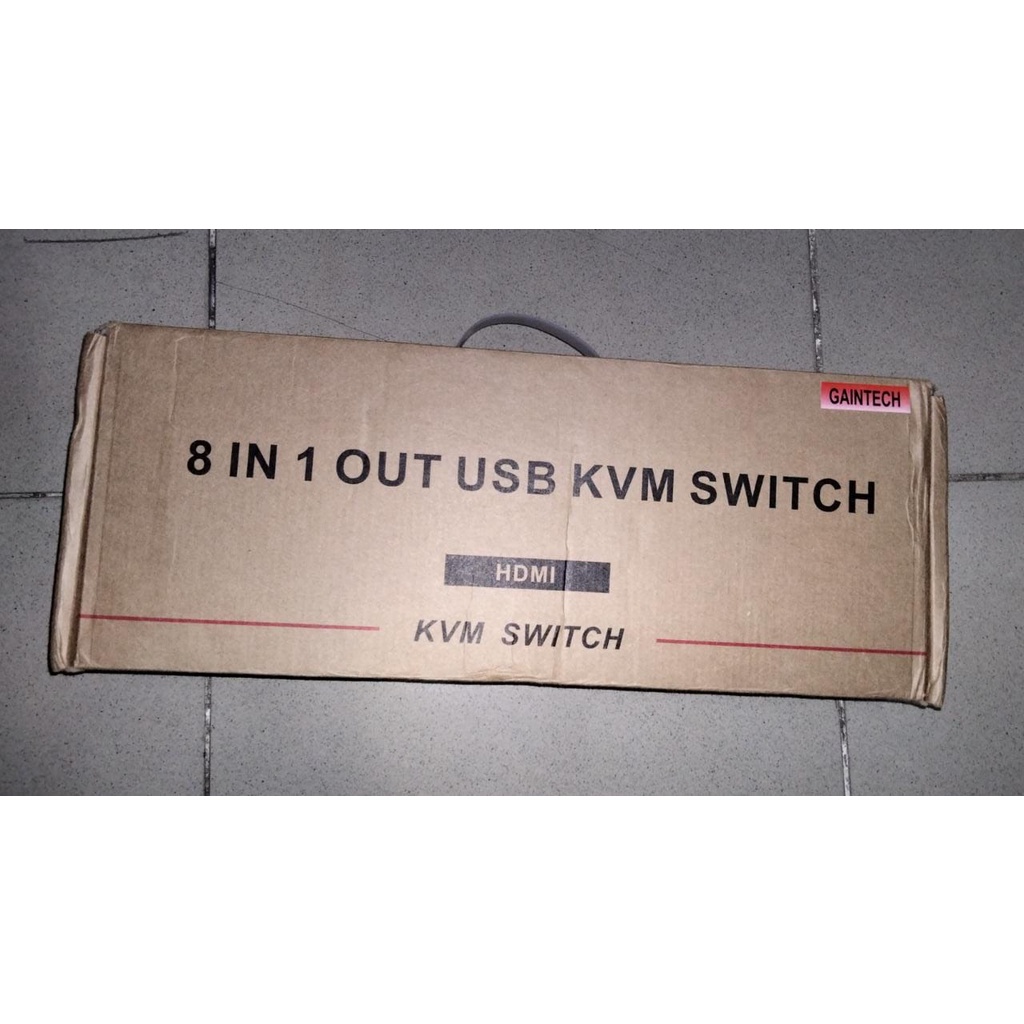 GAINTECH
8 IN 1 OUT USB KVM SWITCH
HDMI
KVM SWITCH